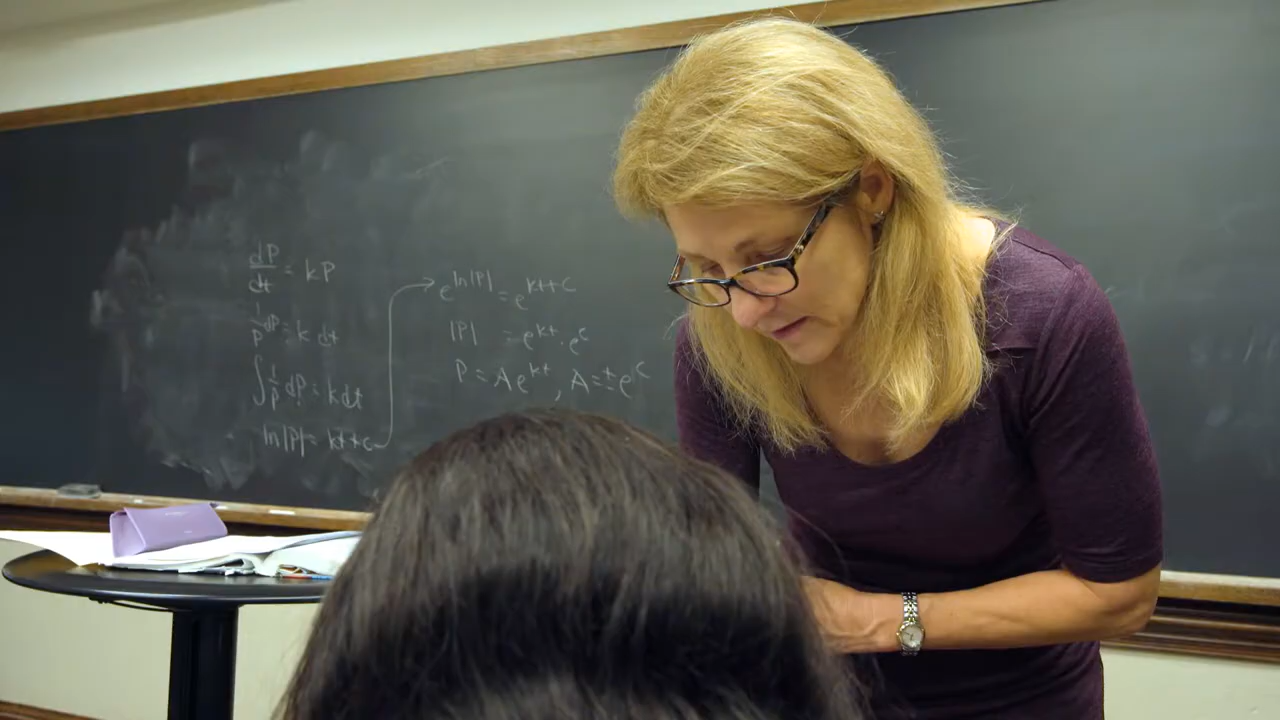 dP/dt = kP
1/P dP = k dt
∫ 1/P dP = k dt
ln|P| = kt + c
e^ln|P| = e^kt+c
|P| = e^kt · e^c
P = Ae^kt , A = ±e^c